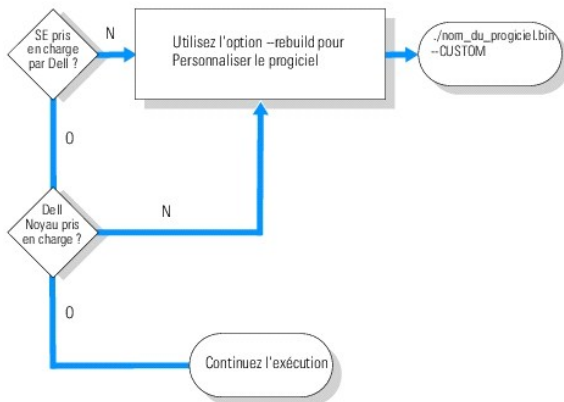 SE pris
en charge
par Dell ?
N
Utilisez l'option –rebuild pour
Personnaliser le progiciel
./nom_du_progiciel.bin
--CUSTOM
O
Dell
Noyau pris
en charge ?
N
O
Continuez l'exécution